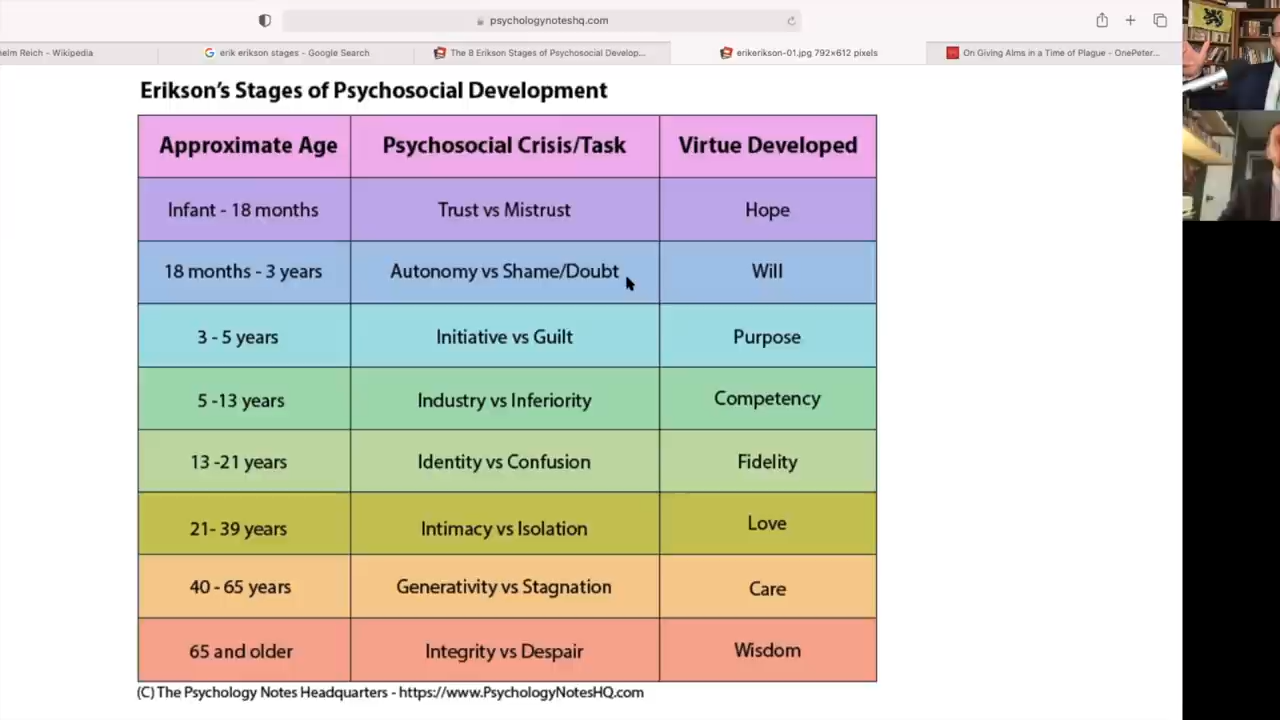 psychologynoteshq.com
helm Reich - Wikipedia
erik erikson stages - Google Search
The 8 Erikson Stages of Psychosocial Develop...
erikerikson-01.jpg 792×612 pixels
On Giving Alms in a Time of Plague - OnePeter...
Erikson's Stages of Psychosocial Development
Approximate Age Psychosocial Crisis/Task Virtue Developed
Infant - 18 months Trust vs Mistrust Hope
18 months - 3 years Autonomy vs Shame/Doubt Will
3 - 5 years Initiative vs Guilt Purpose
5 -13 years Industry vs Inferiority Competency
13 -21 years Identity vs Confusion Fidelity
21- 39 years Intimacy vs Isolation Love
40 - 65 years Generativity vs Stagnation Care
65 and older Integrity vs Despair Wisdom
(C) The Psychology Notes Headquarters - https://www.PsychologyNotesHQ.com